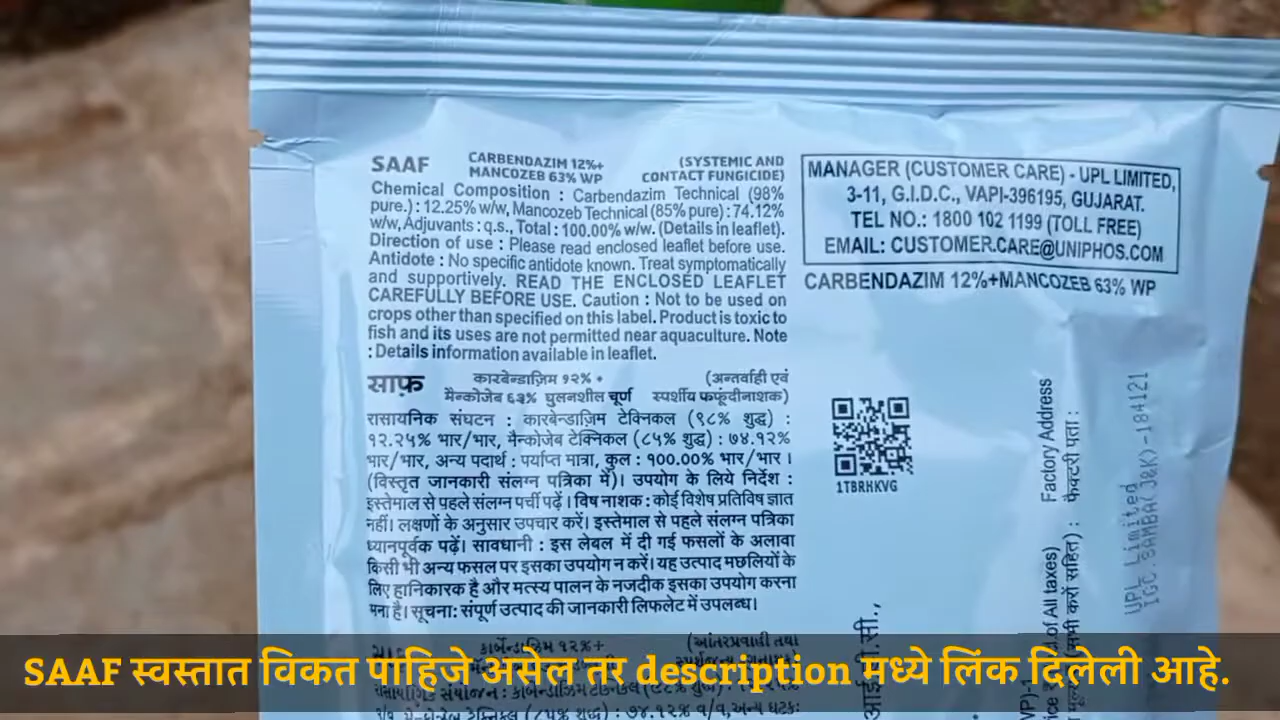 SAAF CARBENDAZIM 12%+ MANCOZEB 63% WP (SYSTEMIC AND CONTACT FUNGICIDE)
Chemical Composition : Carbendazim Technical (98%
pure.) : 12.25% w/w, Mancozeb Technical (85% pure) : 74.12%
w/w, Adjuvants : q.s., Total : 100.00% w/w. (Details in leaflet).
Direction of use : Please read enclosed leaflet before use.
Antidote : No specific antidote known. Treat symptomatically
and supportively. READ THE ENCLOSED LEAFLET
CAREFULLY BEFORE USE. Caution : Not to be used on
crops other than specified on this label. Product is toxic to
fish and its uses are not permitted near aquaculture. Note
: Details information available in leaflet.
साफ़ कारबेन्डाज़िम १२% + मैन्कोजेब ६३% घुलनशील चूर्ण (अन्तर्वाही एवं स्पर्शीय फफूंदीनाशक)
रासायनिक संघटन : कारबेन्डाज़िम टेक्निकल (९८% शुद्ध) :
१२.२५% भार/भार, मैन्कोजेब टेक्निकल (८५% शुद्ध) : ७४.१२%
भार/भार, अन्य पदार्थ : पर्याप्त मात्रा, कुल : १००.००% भार/भार ।
(विस्तृत जानकारी संलग्न पत्रिका में)। उपयोग के लिये निर्देश :
इस्तेमाल से पहले संलग्न पर्ची पढ़ें । विष नाशक : कोई विशेष प्रतिविष ज्ञात
नहीं। लक्षणों के अनुसार उपचार करें। इस्तेमाल से पहले संलग्न पत्रिका
ध्यानपूर्वक पढ़ें। सावधानी : इस लेबल में दी गई फसलों के अलावा
किसी भी अन्य फसल पर इसका उपयोग न करें। यह उत्पाद मछलियों के
लिए हानिकारक है और मत्स्य पालन के नजदीक इसका उपयोग करना
मना है। सूचना: संपूर्ण उत्पाद की जानकारी लिफलेट में उपलब्ध।
MANAGER (CUSTOMER CARE) - UPL LIMITED,
3-11, G.I.D.C., VAPI-396195, GUJARAT.
TEL NO.: 1800 102 1199 (TOLL FREE)
EMAIL: CUSTOMER.CARE@UNIPHOS.COM
CARBENDAZIM 12%+MANCOZEB 63% WP
1TBRHKVG
Factory Address
फैक्टरी पता :
UPL Limited
IGC. SAMBA( J&K)-184121
of All taxes)
(सभी करों सहित) :
SAAF स्वस्तात विकत पाहिजे असेल तर description मध्ये लिंक दिलेली आहे.